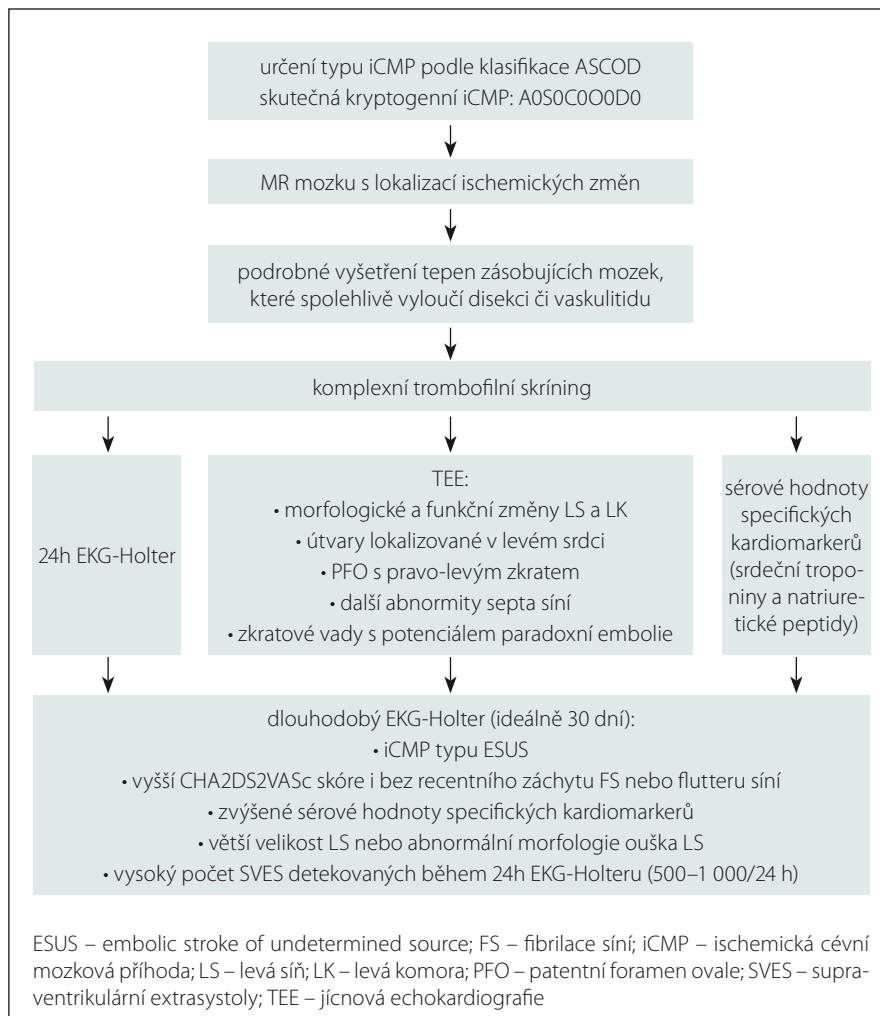 určení typu iCMP podle klasifikace ASCOD
skutečná kryptogenní iCMP: A0S0C0O0D0
MR mozku s lokalizací ischemických změn
podrobné vyšetření tepen zásobujících mozek,
které spolehlivě vyloučí disekci či vaskulitidu
komplexní trombofilní skríning
24h EKG-Holter
TEE:
• morfologické a funkční změny LS a LK
• útvary lokalizované v levém srdci
• PFO s pravo-levým zkratem
• další abnormity septa síní
• zkratové vady s potenciálem paradoxní embolie
sérové hodnoty
specifických
kardiomarkerů
(srdeční tropo-
niny a natriure-
tické peptidy)
dlouhodobý EKG-Holter (ideálně 30 dní):
• iCMP typu ESUS
• vyšší CHA2DS2VASc skóre i bez recentního záchytu FS nebo flutteru síní
• zvýšené sérové hodnoty specifických kardiomarkerů
• větší velikost LS nebo abnormální morfologie ouška LS
• vysoký počet SVES detekovaných během 24h EKG-Holteru (500–1 000/24 h)
ESUS – embolic stroke of undetermined source; FS – fibrilace síní; iCMP – ischemická cévní
mozková příhoda; LS – levá síň; LK – levá komora; PFO – patentní foramen ovale; SVES – supra-
ventrikulární extrasystoly; TEE – jícnová echokardiografie